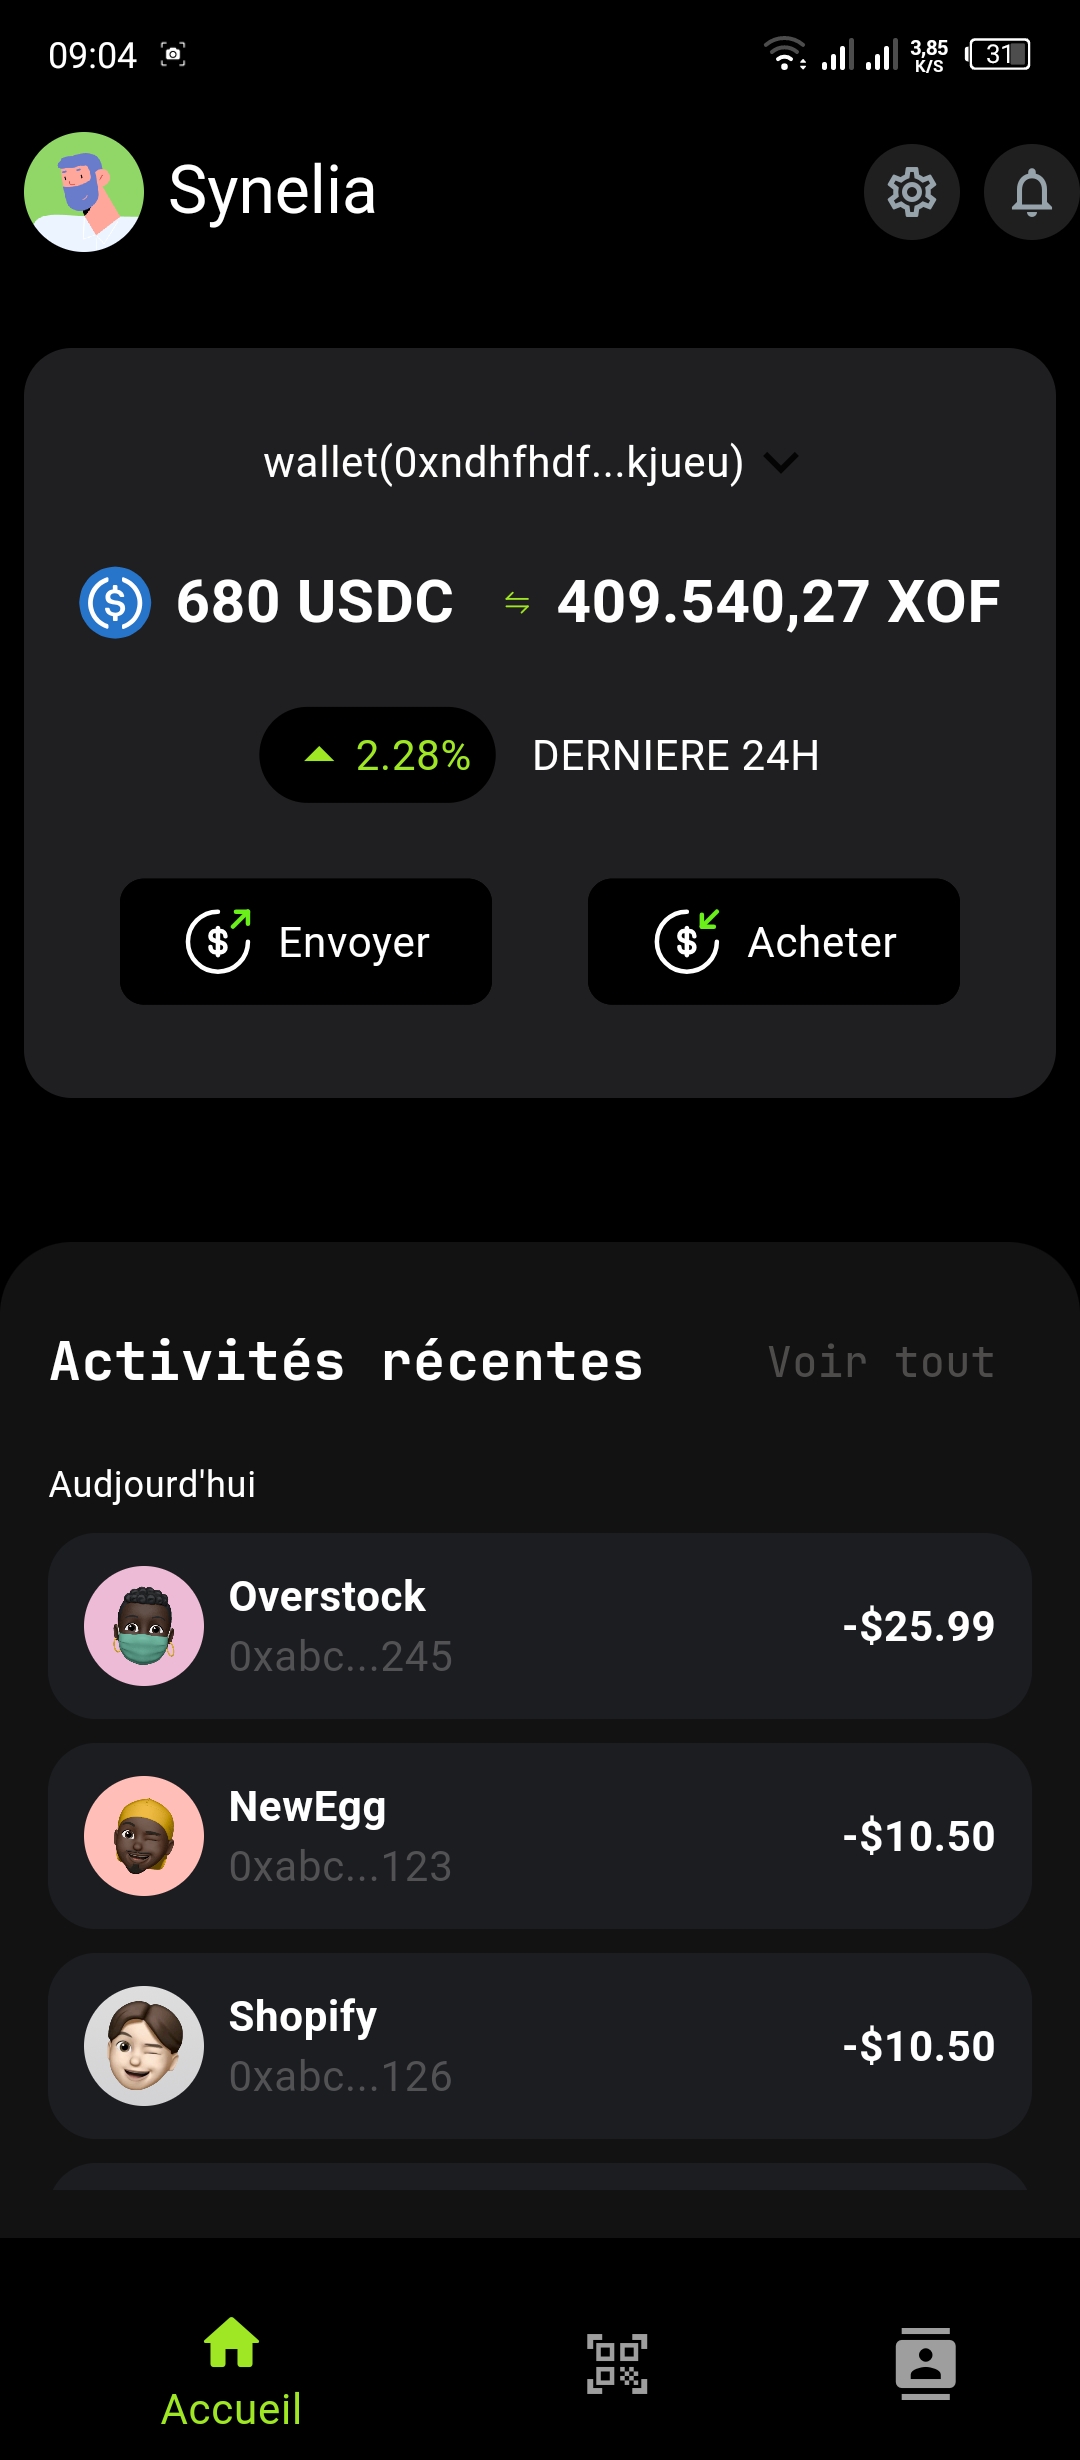 09:04
3,85
K/S
31
Synelia
wallet(0xndhfhdf...kjueu)
680 USDC
409.540,27 XOF
2.28%
DERNIERE 24H
Envoyer
Acheter
Activités récentes
Voir tout
Audjourd'hui
Overstock
0xabc...245
-$25.99
NewEgg
0xabc...123
-$10.50
Shopify
0xabc...126
-$10.50
Accueil